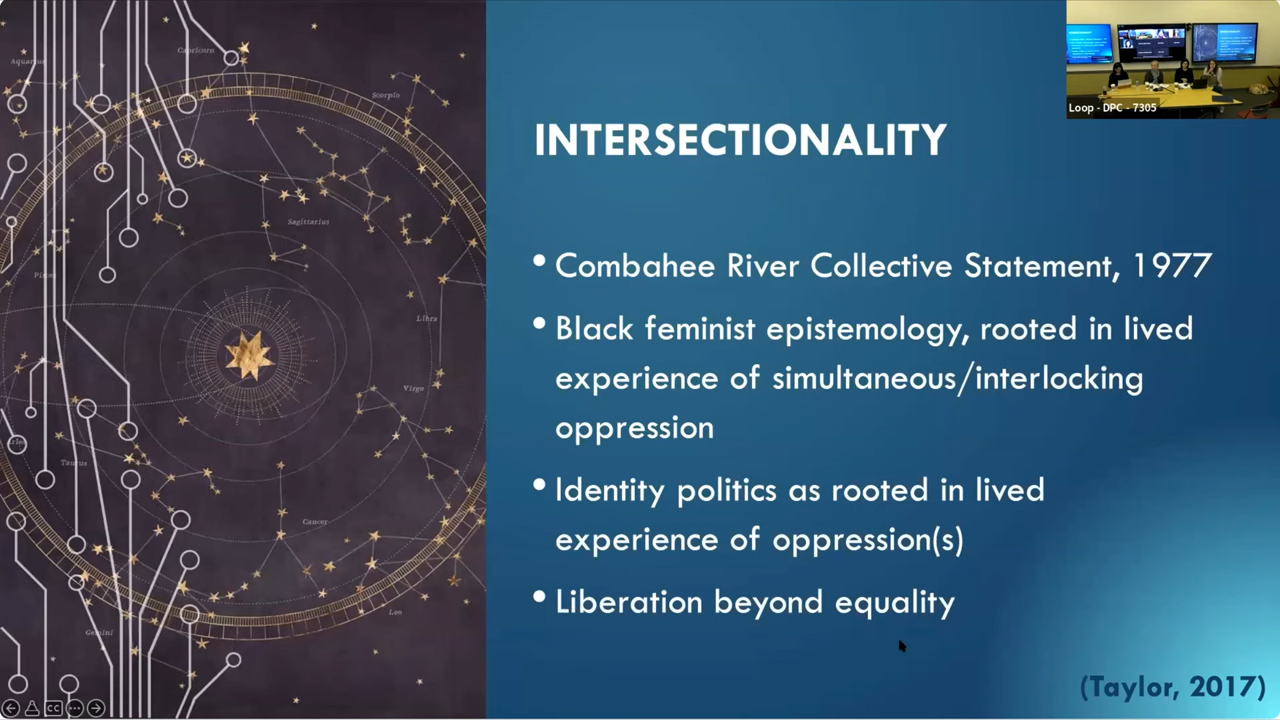 Loop - DPC - 7305
INTERSECTIONALITY
• Combahee River Collective Statement, 1977
• Black feminist epistemology, rooted in lived
experience of simultaneous/interlocking
oppression
• Identity politics as rooted in lived
experience of oppression(s)
• Liberation beyond equality
(Taylor, 2017)
Capricorn
Scorpio
Sagittarius
Libra
Virgo
Taurus
Cancer
Leo
Gemini
CC